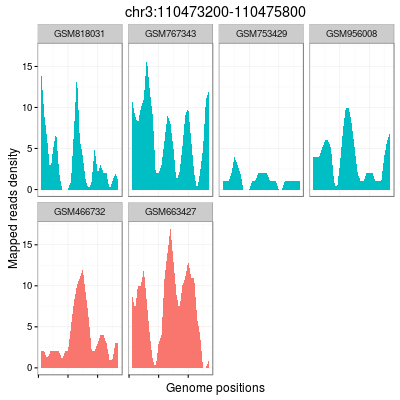 chr3:110473200-110475800
GSM818031 GSM767343 GSM753429 GSM956008
15
10
5
0
GSM466732 GSM663427
15
10
5
0
Mapped reads density
Genome positions